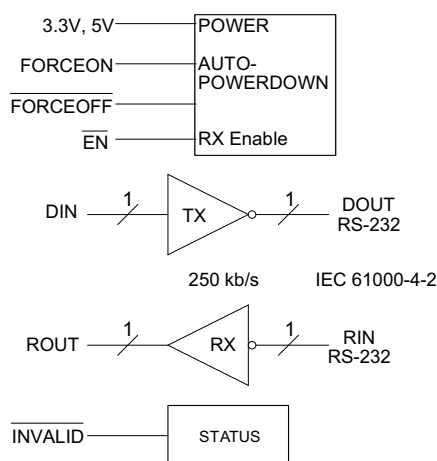 3.3V, 5V POWER
FORCEON AUTO-
POWERDOWN
FORCEOFF
EN RX Enable
DIN 1 TX 1 DOUT
RS-232
250 kb/s IEC 61000-4-2
ROUT 1 RX 1 RIN
RS-232
INVALID STATUS